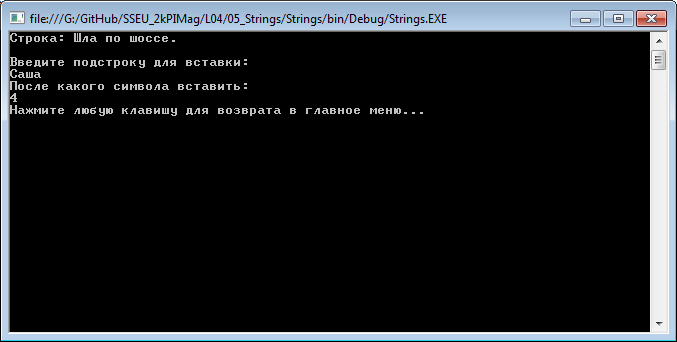 file:///G:/GitHub/SSEU_2kPIMag/L04/05_Strings/Strings/bin/Debug/Strings.EXE
Строка: Шла по шоссе.
Введите подстроку для вставки:
Саша
После какого символа вставить:
4
Нажмите любую клавишу для возврата в главное меню...